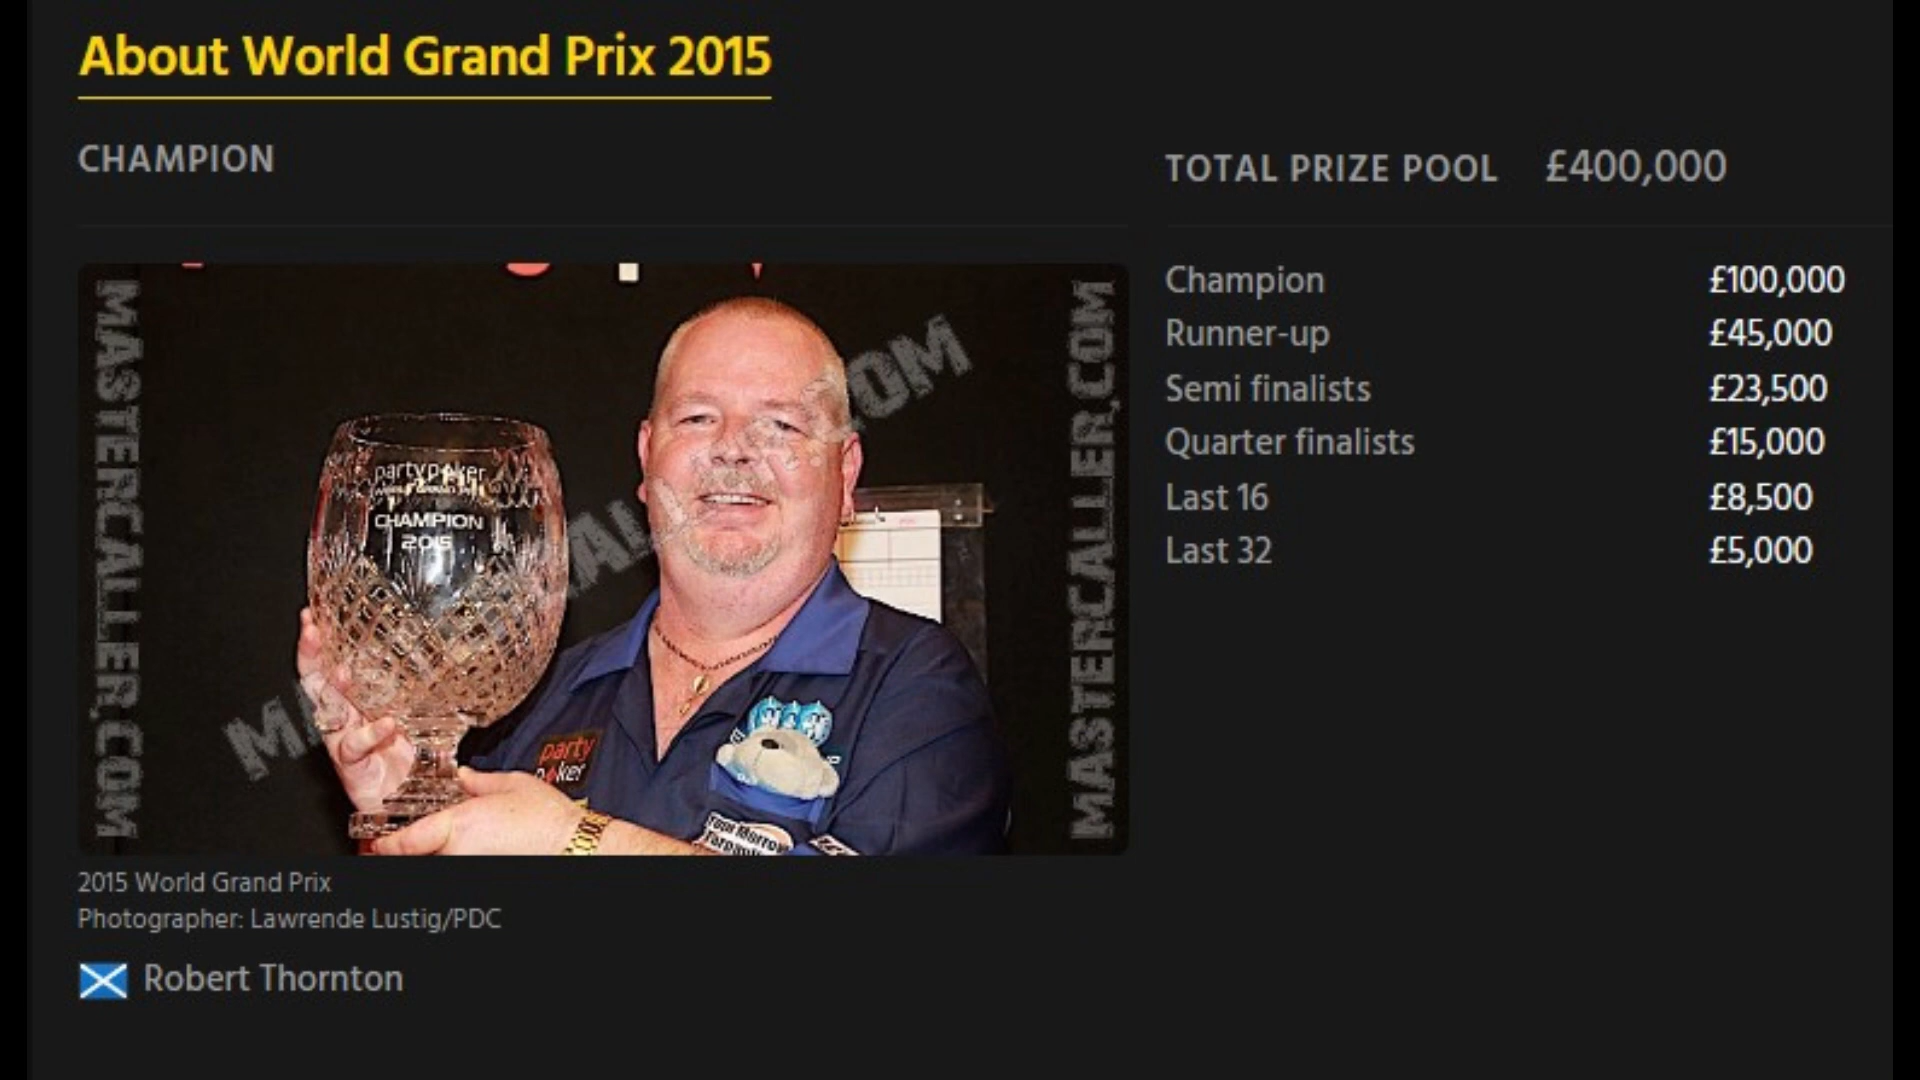 About World Grand Prix 2015
CHAMPION
TOTAL PRIZE POOL £400,000
Champion £100,000
Runner-up £45,000
Semi finalists £23,500
Quarter finalists £15,000
Last 16 £8,500
Last 32 £5,000
MASTERCALLER.COM
MASTERCALLER.COM
partypoker
CHAMPION
2015
party
poker
2015 World Grand Prix
Photographer: Lawrende Lustig/PDC
Robert Thornton